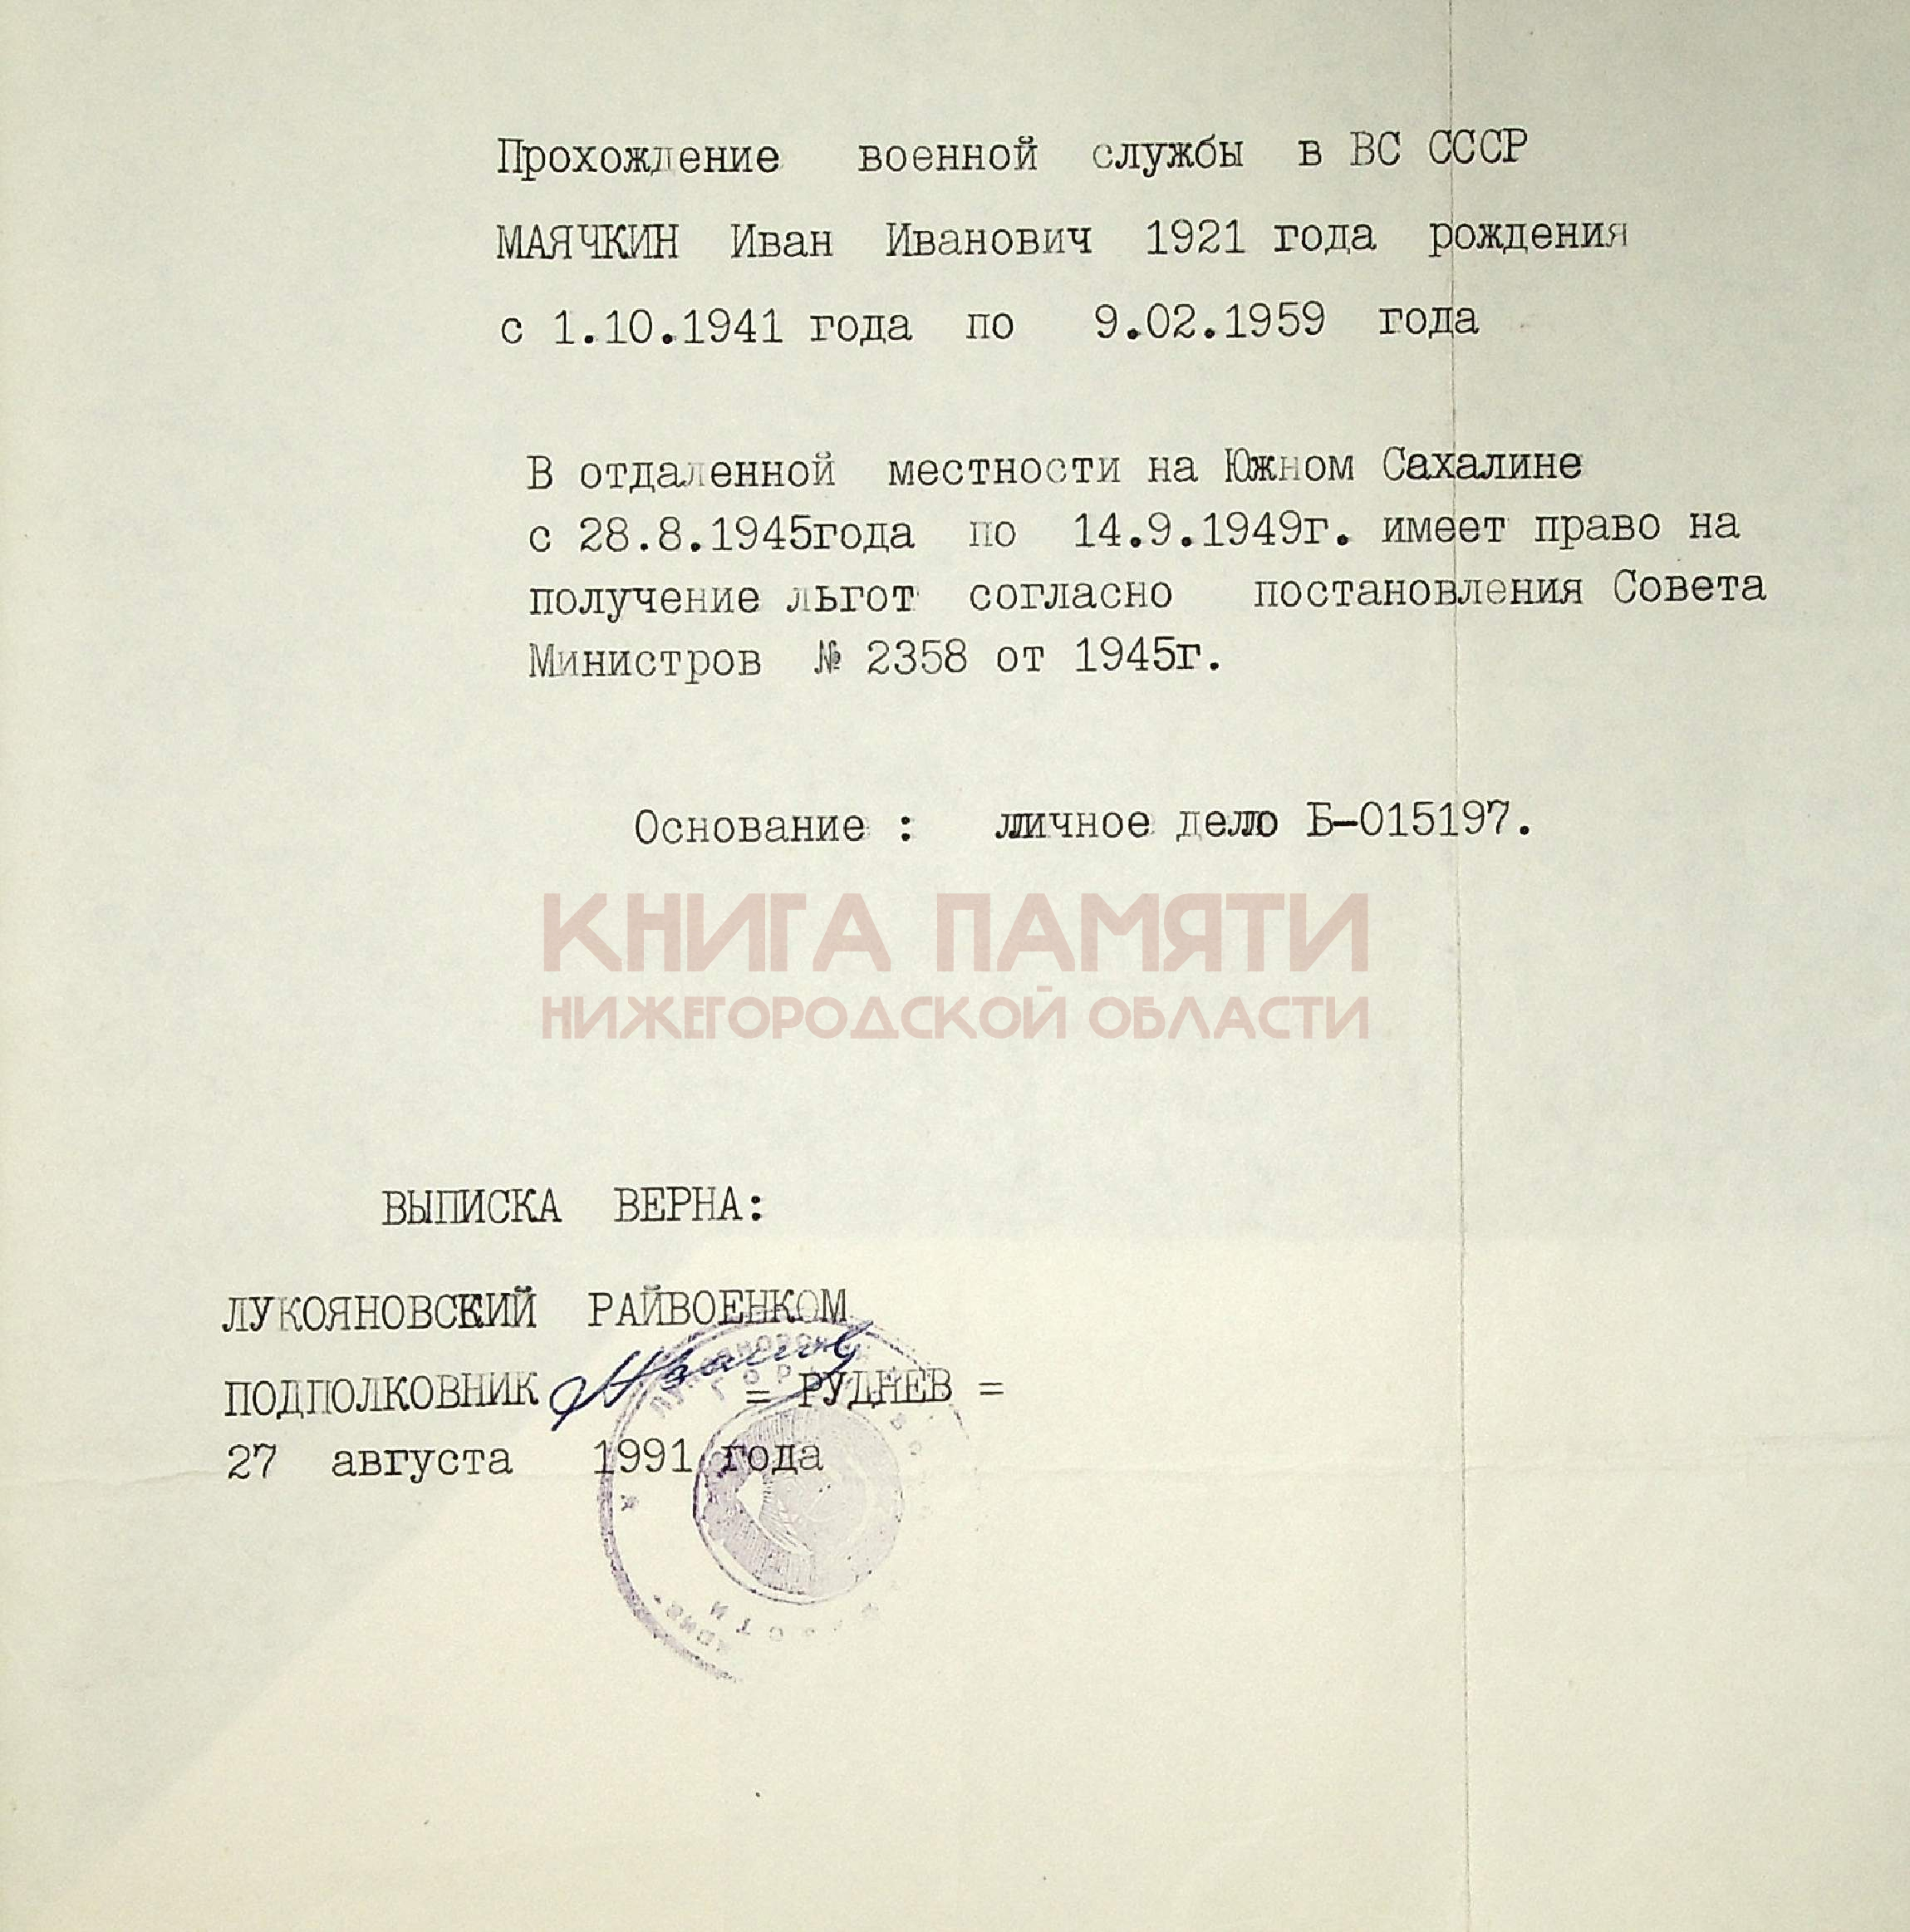 Прохождение военной службы в ВС СССР
МАЯЧКИН Иван Иванович 1921 года рождения
с 1.10.1941 года по 9.02.1959 года
В отдаленной местности на Южном Сахалине
с 28.8.1945года по 14.9.1949г. имеет право на
получение льгот согласно постановления Совета
Министров № 2358 от 1945г.
Основание : личное дело Б-015197.
КНИГА ПАМЯТИ
НИЖЕГОРОДСКОЙ ОБЛАСТИ
ВЫПИСКА ВЕРНА:
ЛУКОЯНОВСКИЙ РАЙВОЕНКОМ
ПОДПОЛКОВНИК = РУДНЕВ =
27 августа 1991 года